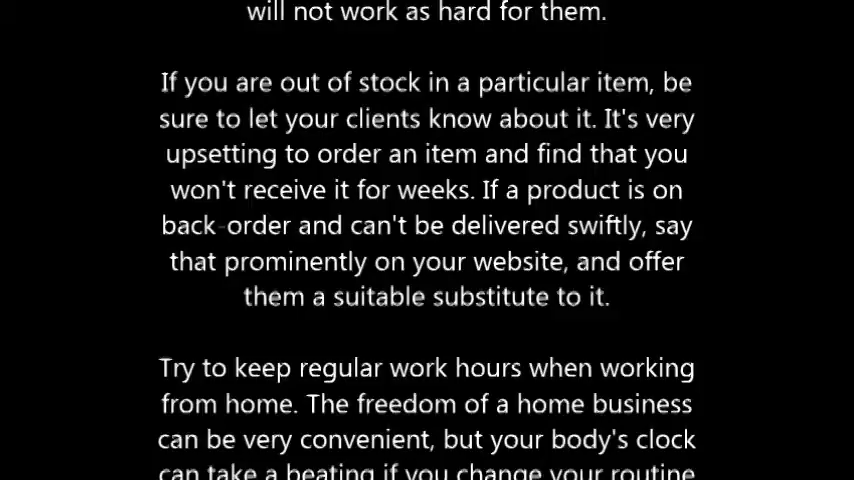 will not work as hard for them.
If you are out of stock in a particular item, be
sure to let your clients know about it. It's very
upsetting to order an item and find that you
won't receive it for weeks. If a product is on
back-order and can't be delivered swiftly, say
that prominently on your website, and offer
them a suitable substitute to it.
Try to keep regular work hours when working
from home. The freedom of a home business
can be very convenient, but your body's clock
can take a beating if you change your routine